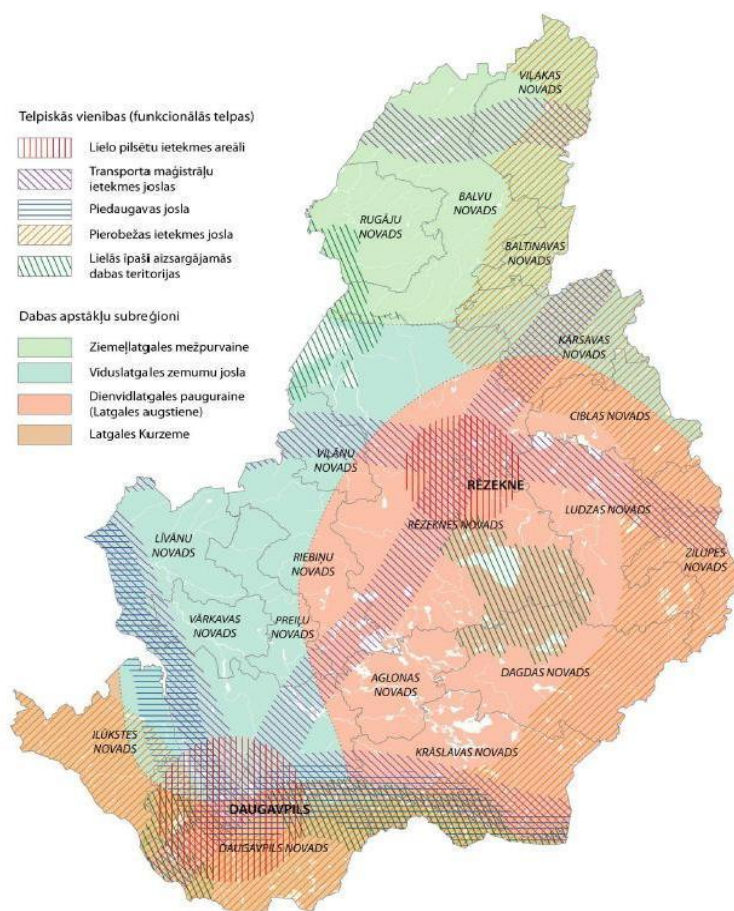 Telpiskās vienības (funkcionālās telpas)
Lielo pilsētu ietekmes areāli
Transporta maģistrāļu
ietekmes joslas
Piedaugavas josla
Pierobežas ietekmes josla
Lielās īpaši aizsargājamās
dabas teritorijas
Dabas apstākļu subreģioni
Ziemeļlatgales mežpurvaine
Viduslatgales zemumu josla
Dienvidlatgales pauguraine
(Latgales augstiene)
Latgales Kurzeme
VIĻAKAS
NOVADS
BALVU
NOVADS
RUGĀJU
NOVADS
BALTINAVAS
NOVADS
KĀRSAVAS
NOVADS
CIBLAS NOVADS
VIĻĀNU
NOVADS
RĒZEKNE
LUDZAS NOVADS
RĒZEKNES NOVADS
LĪVĀNU
NOVADS
RIEBIŅU
NOVADS
ZILUPES
NOVADS
VĀRKAVAS
NOVADS
PREIĻU
NOVADS
AGLONAS
NOVADS
DAGDAS NOVADS
ILŪKSTES
NOVADS
KRĀSLAVAS NOVADS
DAUGAVPILS
DAUGAVPILS NOVADS